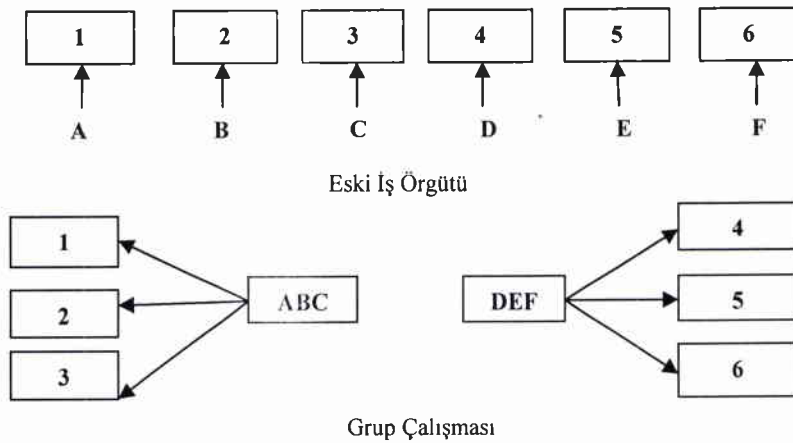 1 2 3 4 5 6
A B C D E F
Eski İş Örgütü
1
2
3
ABC
DEF
4
5
6
Grup Çalışması